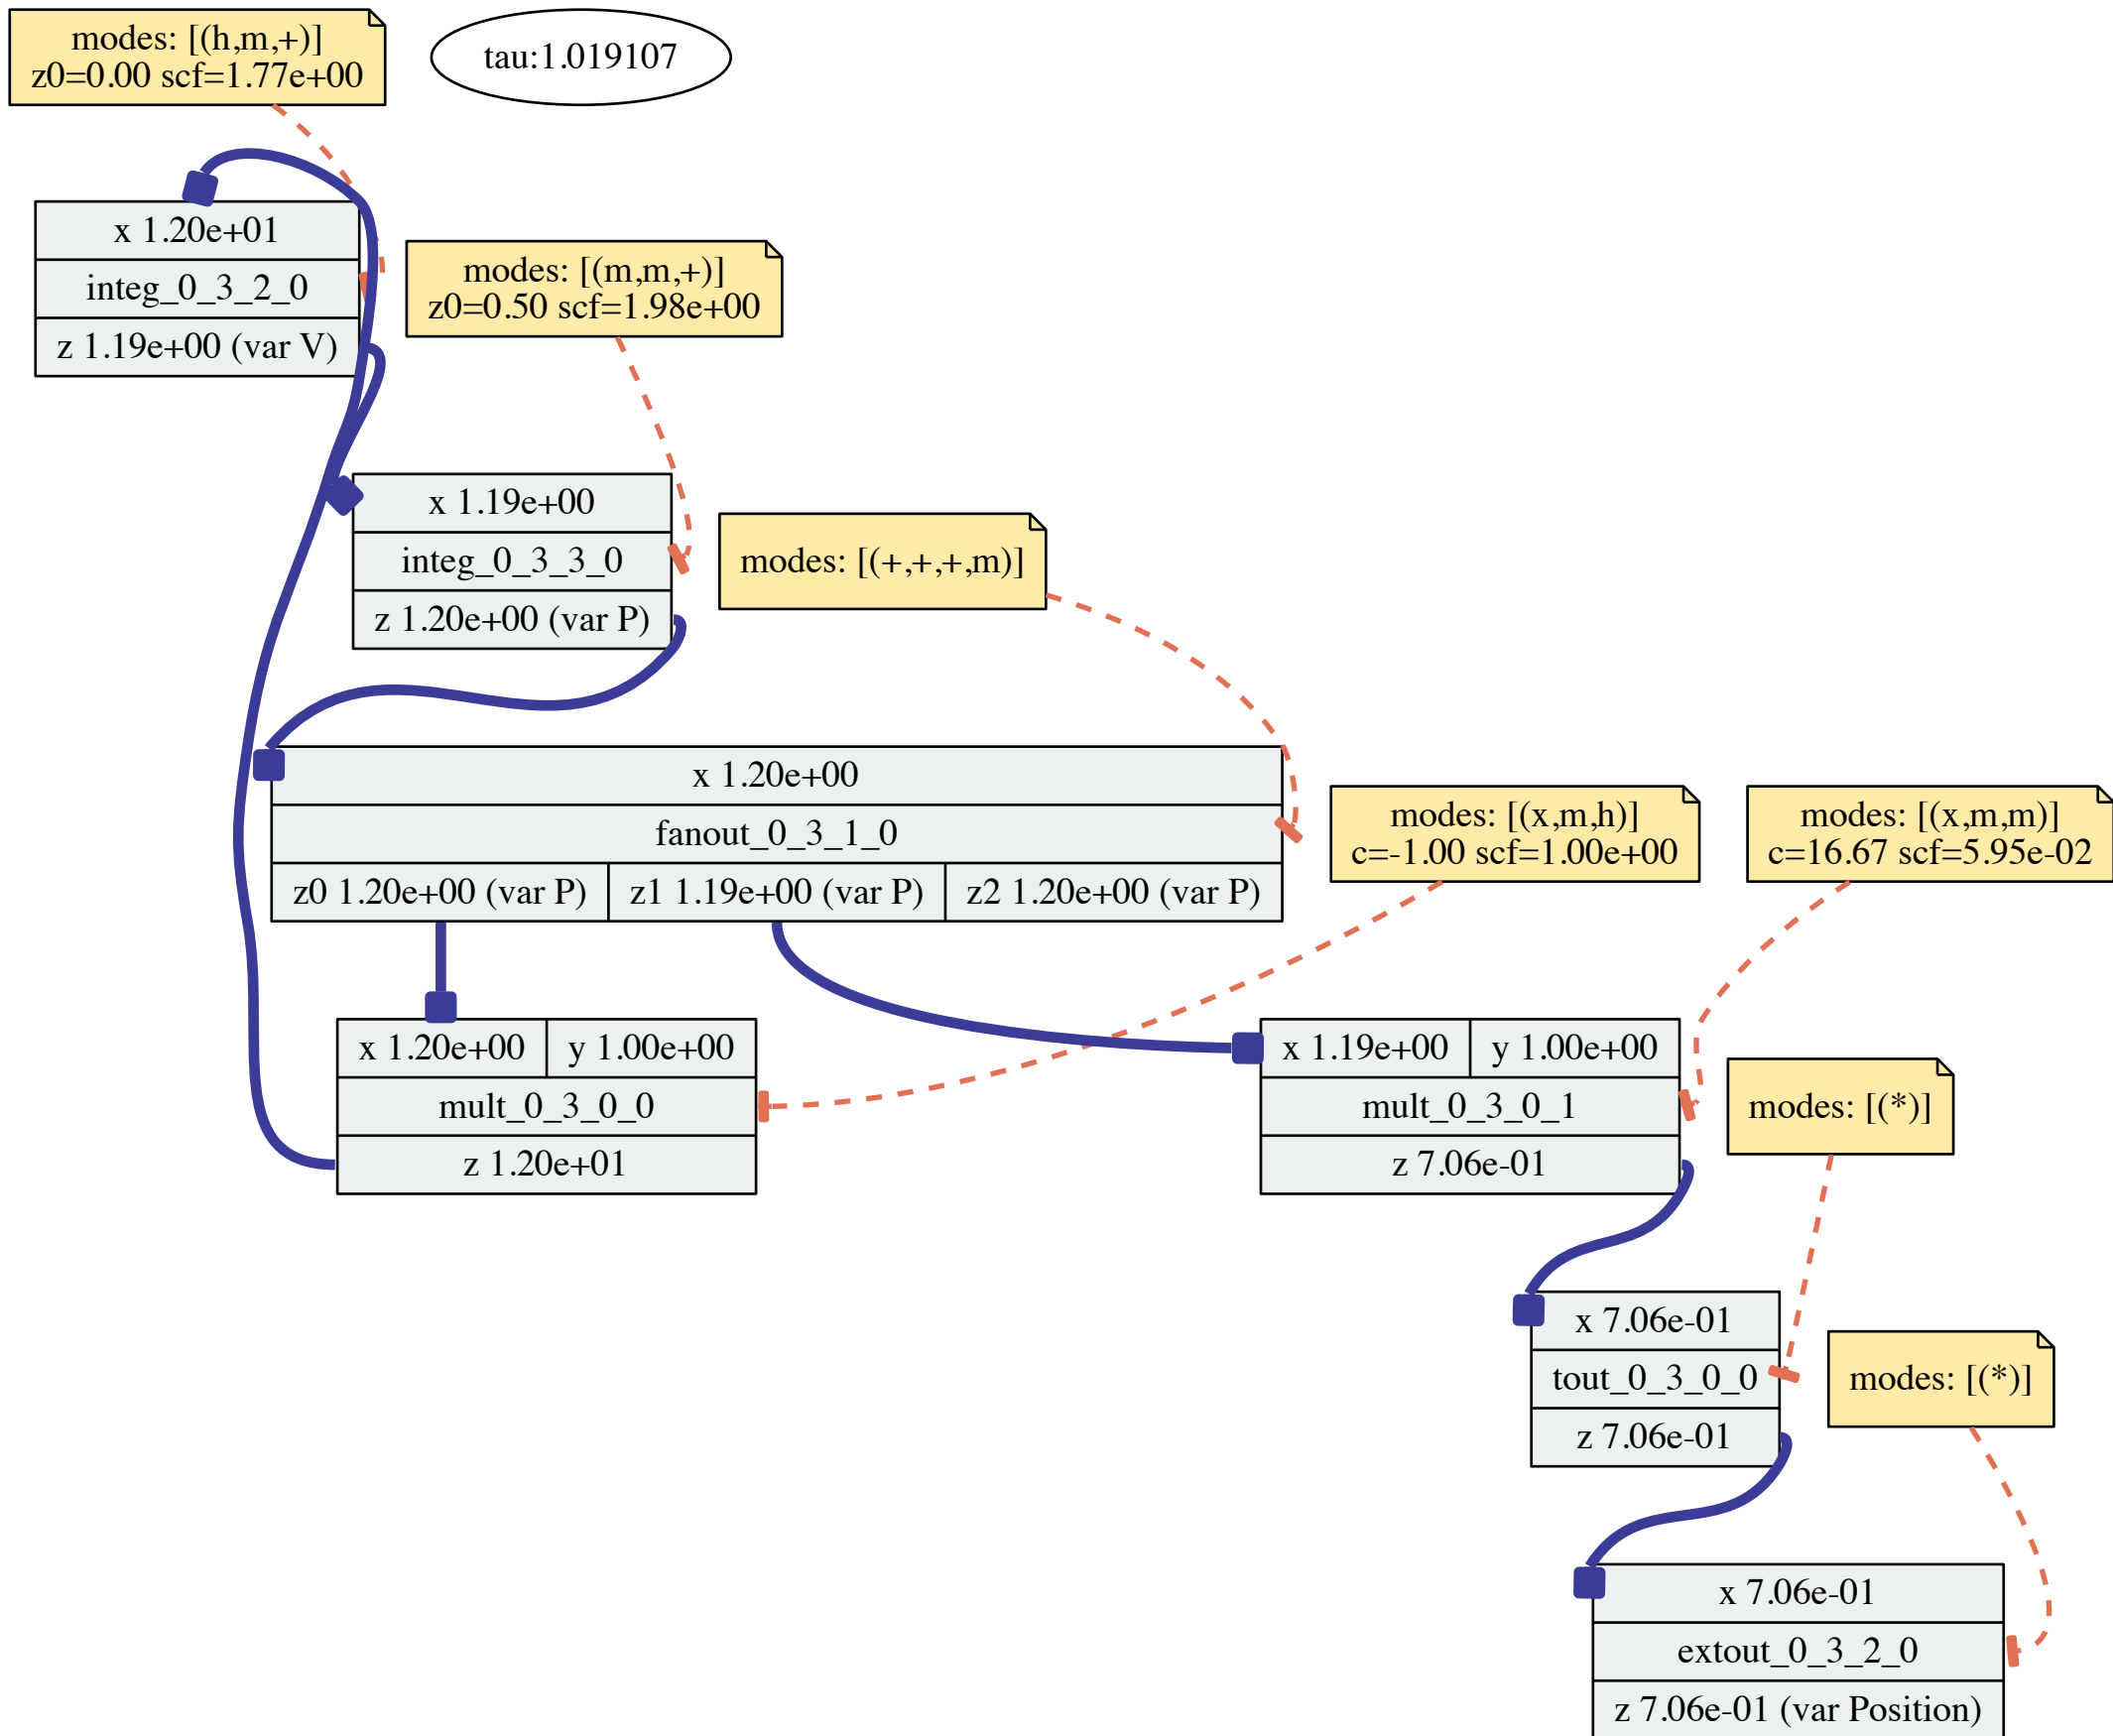 modes: [(h,m,+)]
z0=0.00 scf=1.77e+00
tau:1.019107
x 1.20e+01
integ_0_3_2_0
z 1.19e+00 (var V)
modes: [(m,m,+)]
z0=0.50 scf=1.98e+00
x 1.19e+00
integ_0_3_3_0
z 1.20e+00 (var P)
modes: [(+,+,+,m)]
x 1.20e+00
fanout_0_3_1_0
z0 1.20e+00 (var P)
z1 1.19e+00 (var P)
z2 1.20e+00 (var P)
modes: [(x,m,h)]
c=-1.00 scf=1.00e+00
modes: [(x,m,m)]
c=16.67 scf=5.95e-02
x 1.20e+00
y 1.00e+00
mult_0_3_0_0
z 1.20e+01
x 1.19e+00
y 1.00e+00
mult_0_3_0_1
z 7.06e-01
modes: [(*)]
x 7.06e-01
tout_0_3_0_0
z 7.06e-01
modes: [(*)]
x 7.06e-01
extout_0_3_2_0
z 7.06e-01 (var Position)